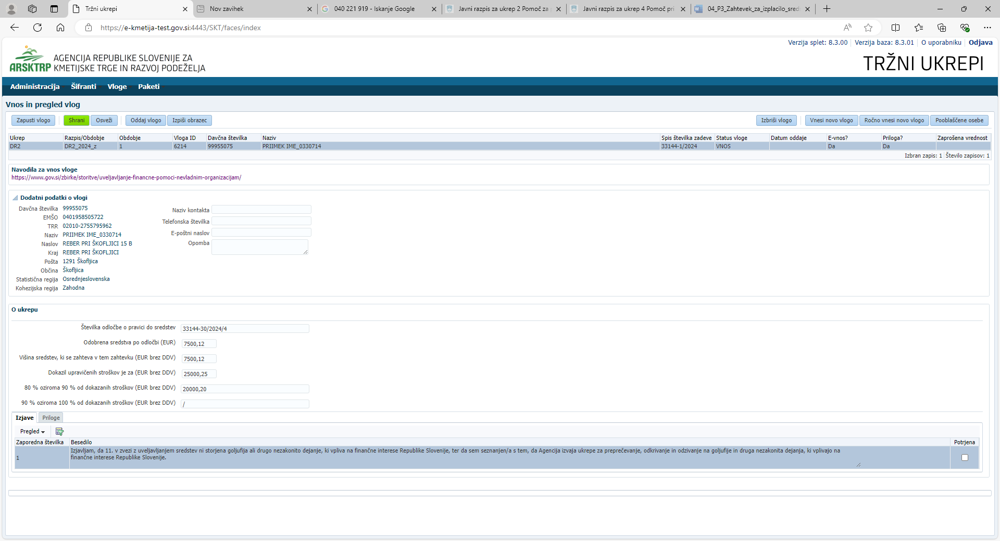 Tržni ukrepi
Nov zavihek
040 221 919 - Iskanje Google
Javni razpis za ukrep 2 Pomoč za
Javni razpis za ukrep 4 Pomoč pri
04_P3_Zahtevek_za_izplacilo_sred
https://e-kmetija-test.gov.si:4443/SKT/faces/index
Verzija splet: 8.3.00 Verzija baza: 8.3.01 O uporabniku Odjava
ARSKTRP
AGENCIJA REPUBLIKE SLOVENIJE ZA
KMETIJSKE TRGE IN RAZVOJ PODEŽELJA
TRŽNI UKREPI
Administracija Šifranti Vloge Paketi
Vnos in pregled vlog
Zapusti vlogo Shrani Osveži Oddaj vlogo Izpiši obrazec Izbriši vlogo Vnesi novo vlogo Ročno vnesi novo vlogo Pooblaščene osebe
Ukrep Razpis/Obdobje Obdobje Vloga ID Davčna številka Naziv Spis številka zadeve Status vloge Datum oddaje E-vnos? Priloga? Zaprošena vrednost
DR2 DR2_2024_z 1 6214 99955075 PRIIMEK IME_0330714 33144-1/2024 VNOS Da Da
Izbran zapis: 1 Število zapisov: 1
Navodila za vnos vloge
https://www.gov.si/zbirke/storitve/uveljavljanje-financne-pomoci-nevladnim-organizacijam/
Dodatni podatki o vlogi
Davčna številka 99955075
EMŠO 0401958505722
TRR 02010-2755795962
Naziv PRIIMEK IME_0330714
Naslov REBER PRI ŠKOFLJICI 15 B
Kraj REBER PRI ŠKOFLJICI
Pošta 1291 Škofljica
Občina Škofljica
Statistična regija Osrednjeslovenska
Kohezijska regija Zahodna
Naziv kontakta
Telefonska številka
E-poštni naslov
Opomba
O ukrepu
Številka odločbe o pravici do sredstev 33144-30/2024/4
Odobrena sredstva po odločbi (EUR) 7500,12
Višina sredstev, ki se zahteva v tem zahtevku (EUR brez DDV) 7500,12
Dokazil upravičenih stroškov je za (EUR brez DDV) 25000,25
80 % oziroma 90 % od dokazanih stroškov (EUR brez DDV) 20000,20
90 % oziroma 100 % od dokazanih stroškov (EUR brez DDV) /
Izjave Priloge
Pregled
Zaporedna številka Besedilo Potrjena
1 Izjavljam, da 11. v zvezi z uveljavljanjem sredstev ni storjena goljufija ali drugo nezakonito dejanje, ki vpliva na finančne interese Republike Slovenije, ter da sem seznanjen/a s tem, da Agencija izvaja ukrepe za preprečevanje, odkrivanje in odzivanje na goljufije in druga nezakonita dejanja, ki vplivajo na
finančne interese Republike Slovenije.